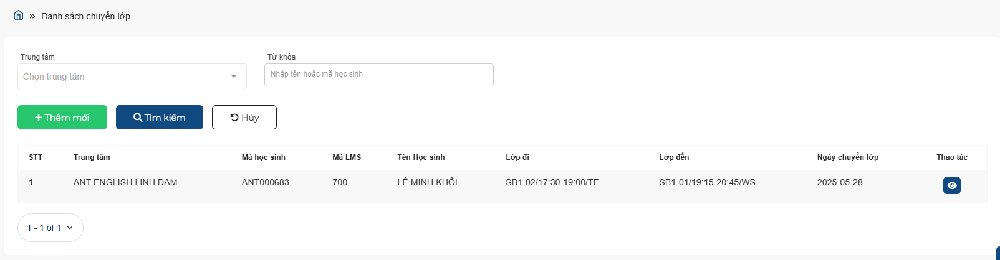 » Danh sách chuyển lớp
Trung tâm
Từ khóa
Chọn trung tâm
Nhập tên hoặc mã học sinh
Thêm mới
Tìm kiếm
Hủy
STT Trung tâm Mã học sinh Mã LMS Tên Học sinh Lớp đi Lớp đến Ngày chuyển lớp Thao tác
1 ANT ENGLISH LINH DAM ANT000683 700 LÊ MINH KHÔI SB1-02/17:30-19:00/TF SB1-01/19:15-20:45/WS 2025-05-28
1 - 1 of 1